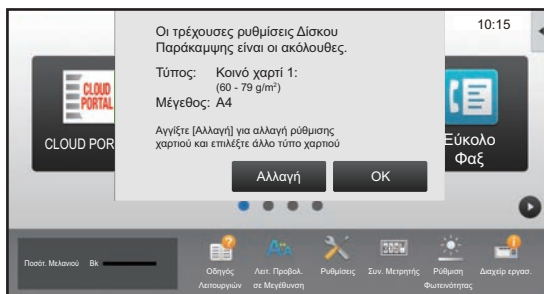 10:15
Οι τρέχουσες ρυθμίσεις Δίσκου
Παράκαμψης είναι οι ακόλουθες.
Τύπος: Κοινό χαρτί 1:
(60 - 79 g/m²)
Μέγεθος: A4
Αγγίξτε [Αλλαγή] για αλλαγή ρύθμισης
χαρτιού και επιλέξτε άλλο τύπο χαρτιού
Αλλαγή OK
CLOUD
PORTAL
CLOUD POR
Εύκολο
Φαξ
Ποσότ. Μελανιού Bk
Οδηγός
Λειτουργιών
Λειτ. Προβολ.
σε Μεγέθυνση
Ρυθμίσεις
Συν. Μετρητής
Ρύθμιση
Φωτεινότητας
Διαχείρ εργασ.